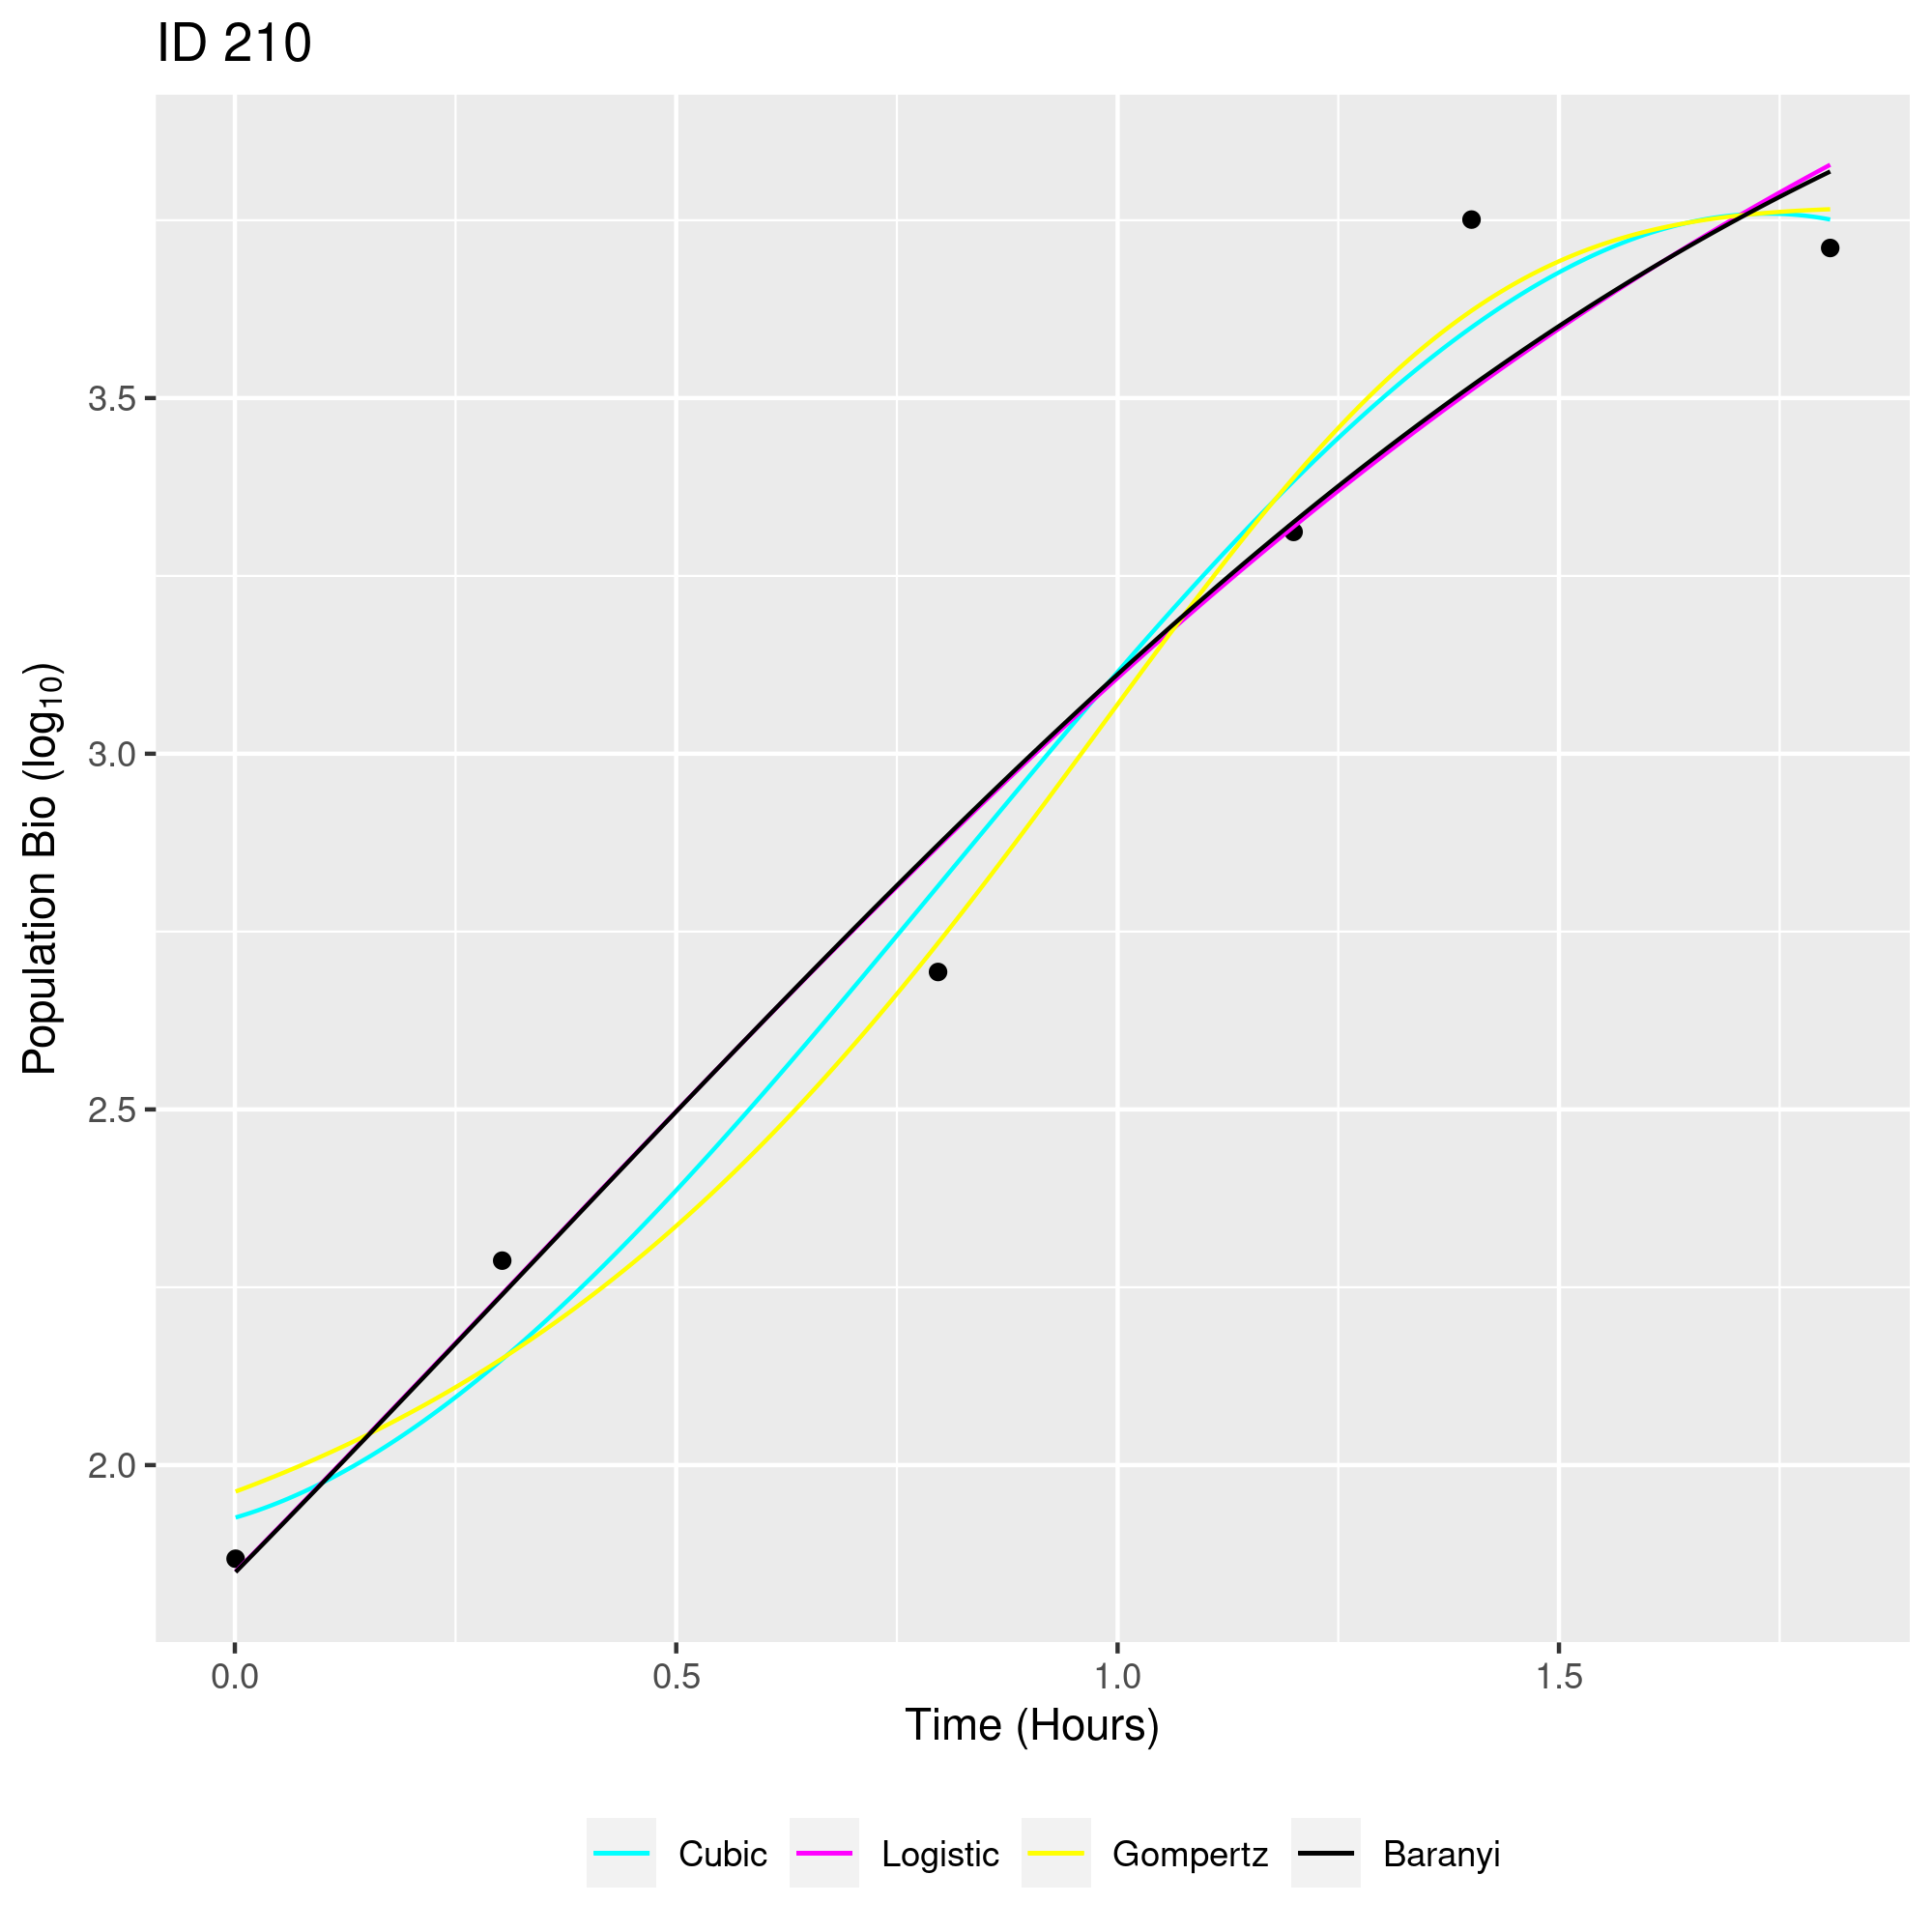 ID 210
Population Bio (log₁₀)
3.5
3.0
2.5
2.0
0.0 0.5 1.0 1.5
Time (Hours)
Cubic Logistic Gompertz Baranyi